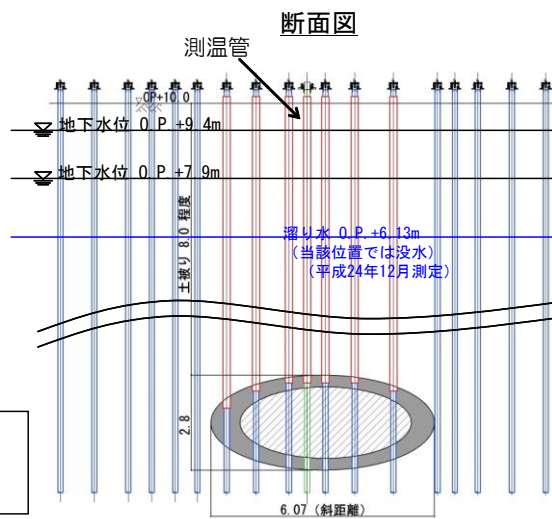 断面図
測温管
OP+10.0
地下水位 O.P.+9.4m
地下水位 O.P.+7.9m
土被り 8.0 程度
溜り水 O.P.+6.13m
(当該位置では没水)
(平成24年12月測定)
2.8
6.07 (斜距離)